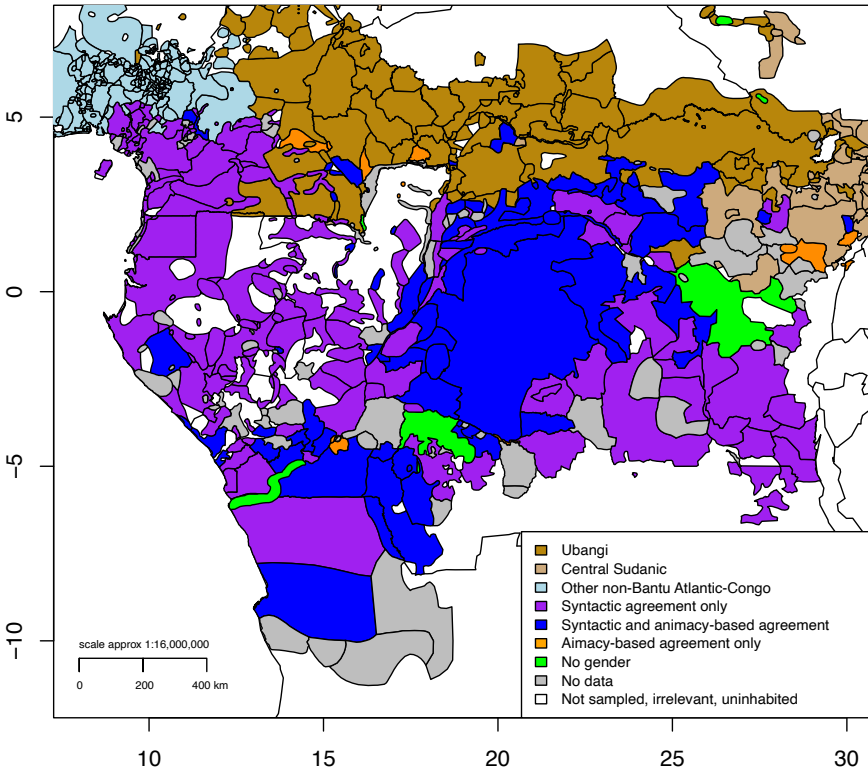 5
0
−5
−10
scale approx 1:16,000,000
0 200 400 km
Ubangi
Central Sudanic
Other non-Bantu Atlantic-Congo
Syntactic agreement only
Syntactic and animacy-based agreement
Aimacy-based agreement only
No gender
No data
Not sampled, irrelevant, uninhabited
10 15 20 25 30